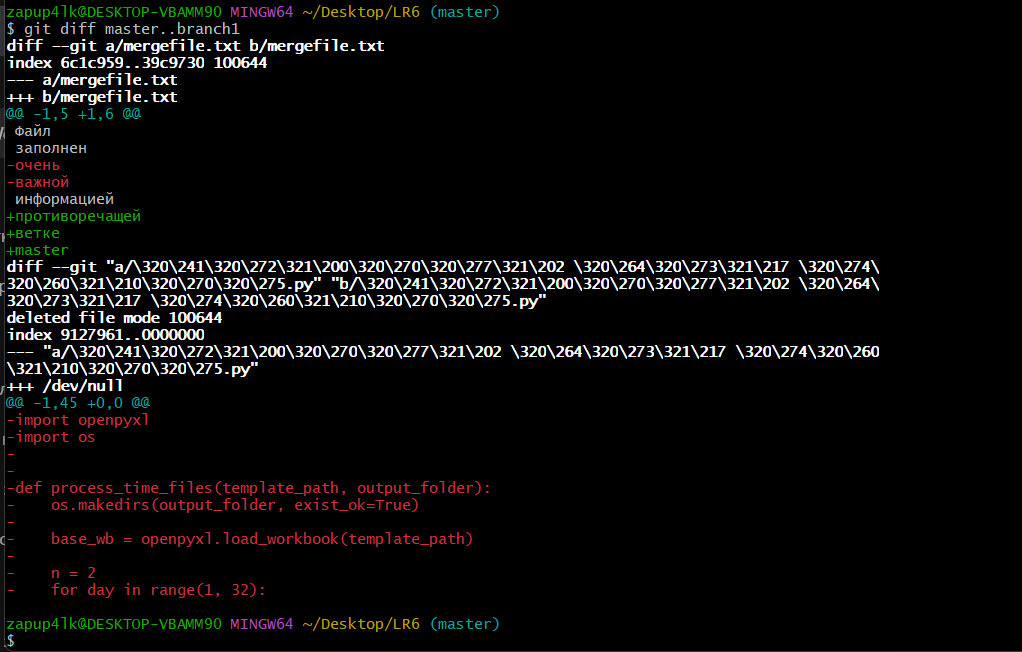 zapup4lk@DESKTOP-VBAMM90 MINGW64 ~/Desktop/LR6 (master)
$ git diff master..branch1
diff --git a/mergefile.txt b/mergefile.txt
index 6c1c959..39c9730 100644
--- a/mergefile.txt
+++ b/mergefile.txt
@@ -1,5 +1,6 @@
 Файл
 заполнен
-очень
-важной
 информацией
+противоречащей
+ветке
+master
diff --git "a/\320\241\320\272\321\200\320\270\320\277\321\202 \320\264\320\273\321\217 \320\274\
320\260\321\210\320\270\320\275.py" "b/\320\241\320\272\321\200\320\270\320\277\321\202 \320\264\
320\273\321\217 \320\274\320\260\321\210\320\270\320\275.py"
deleted file mode 100644
index 9127961..0000000
--- "a/\320\241\320\272\321\200\320\270\320\277\321\202 \320\264\320\273\321\217 \320\274\320\260
\321\210\320\270\320\275.py"
+++ /dev/null
@@ -1,45 +0,0 @@
-import openpyxl
-import os
-
-
-def process_time_files(template_path, output_folder):
-    os.makedirs(output_folder, exist_ok=True)
-
-    base_wb = openpyxl.load_workbook(template_path)
-
-    n = 2
-    for day in range(1, 32):
zapup4lk@DESKTOP-VBAMM90 MINGW64 ~/Desktop/LR6 (master)
$